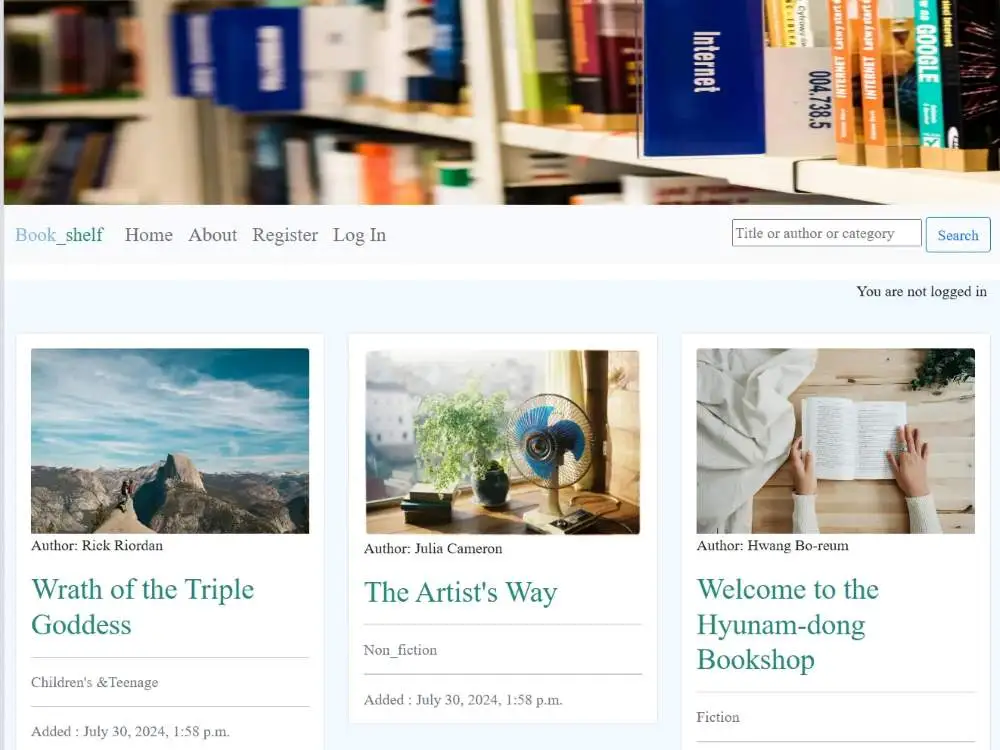 Internet
004.738.5
INTERNET
INTERNET
GOOGLE
Book_shelf Home About Register Log In
Title or author or category Search
You are not logged in
Author: Rick Riordan
Wrath of the Triple
Goddess
Children's &Teenage
Added : July 30, 2024, 1:58 p.m.
Author: Julia Cameron
The Artist's Way
Non_fiction
Added : July 30, 2024, 1:58 p.m.
Author: Hwang Bo-reum
Welcome to the
Hyunam-dong
Bookshop
Fiction